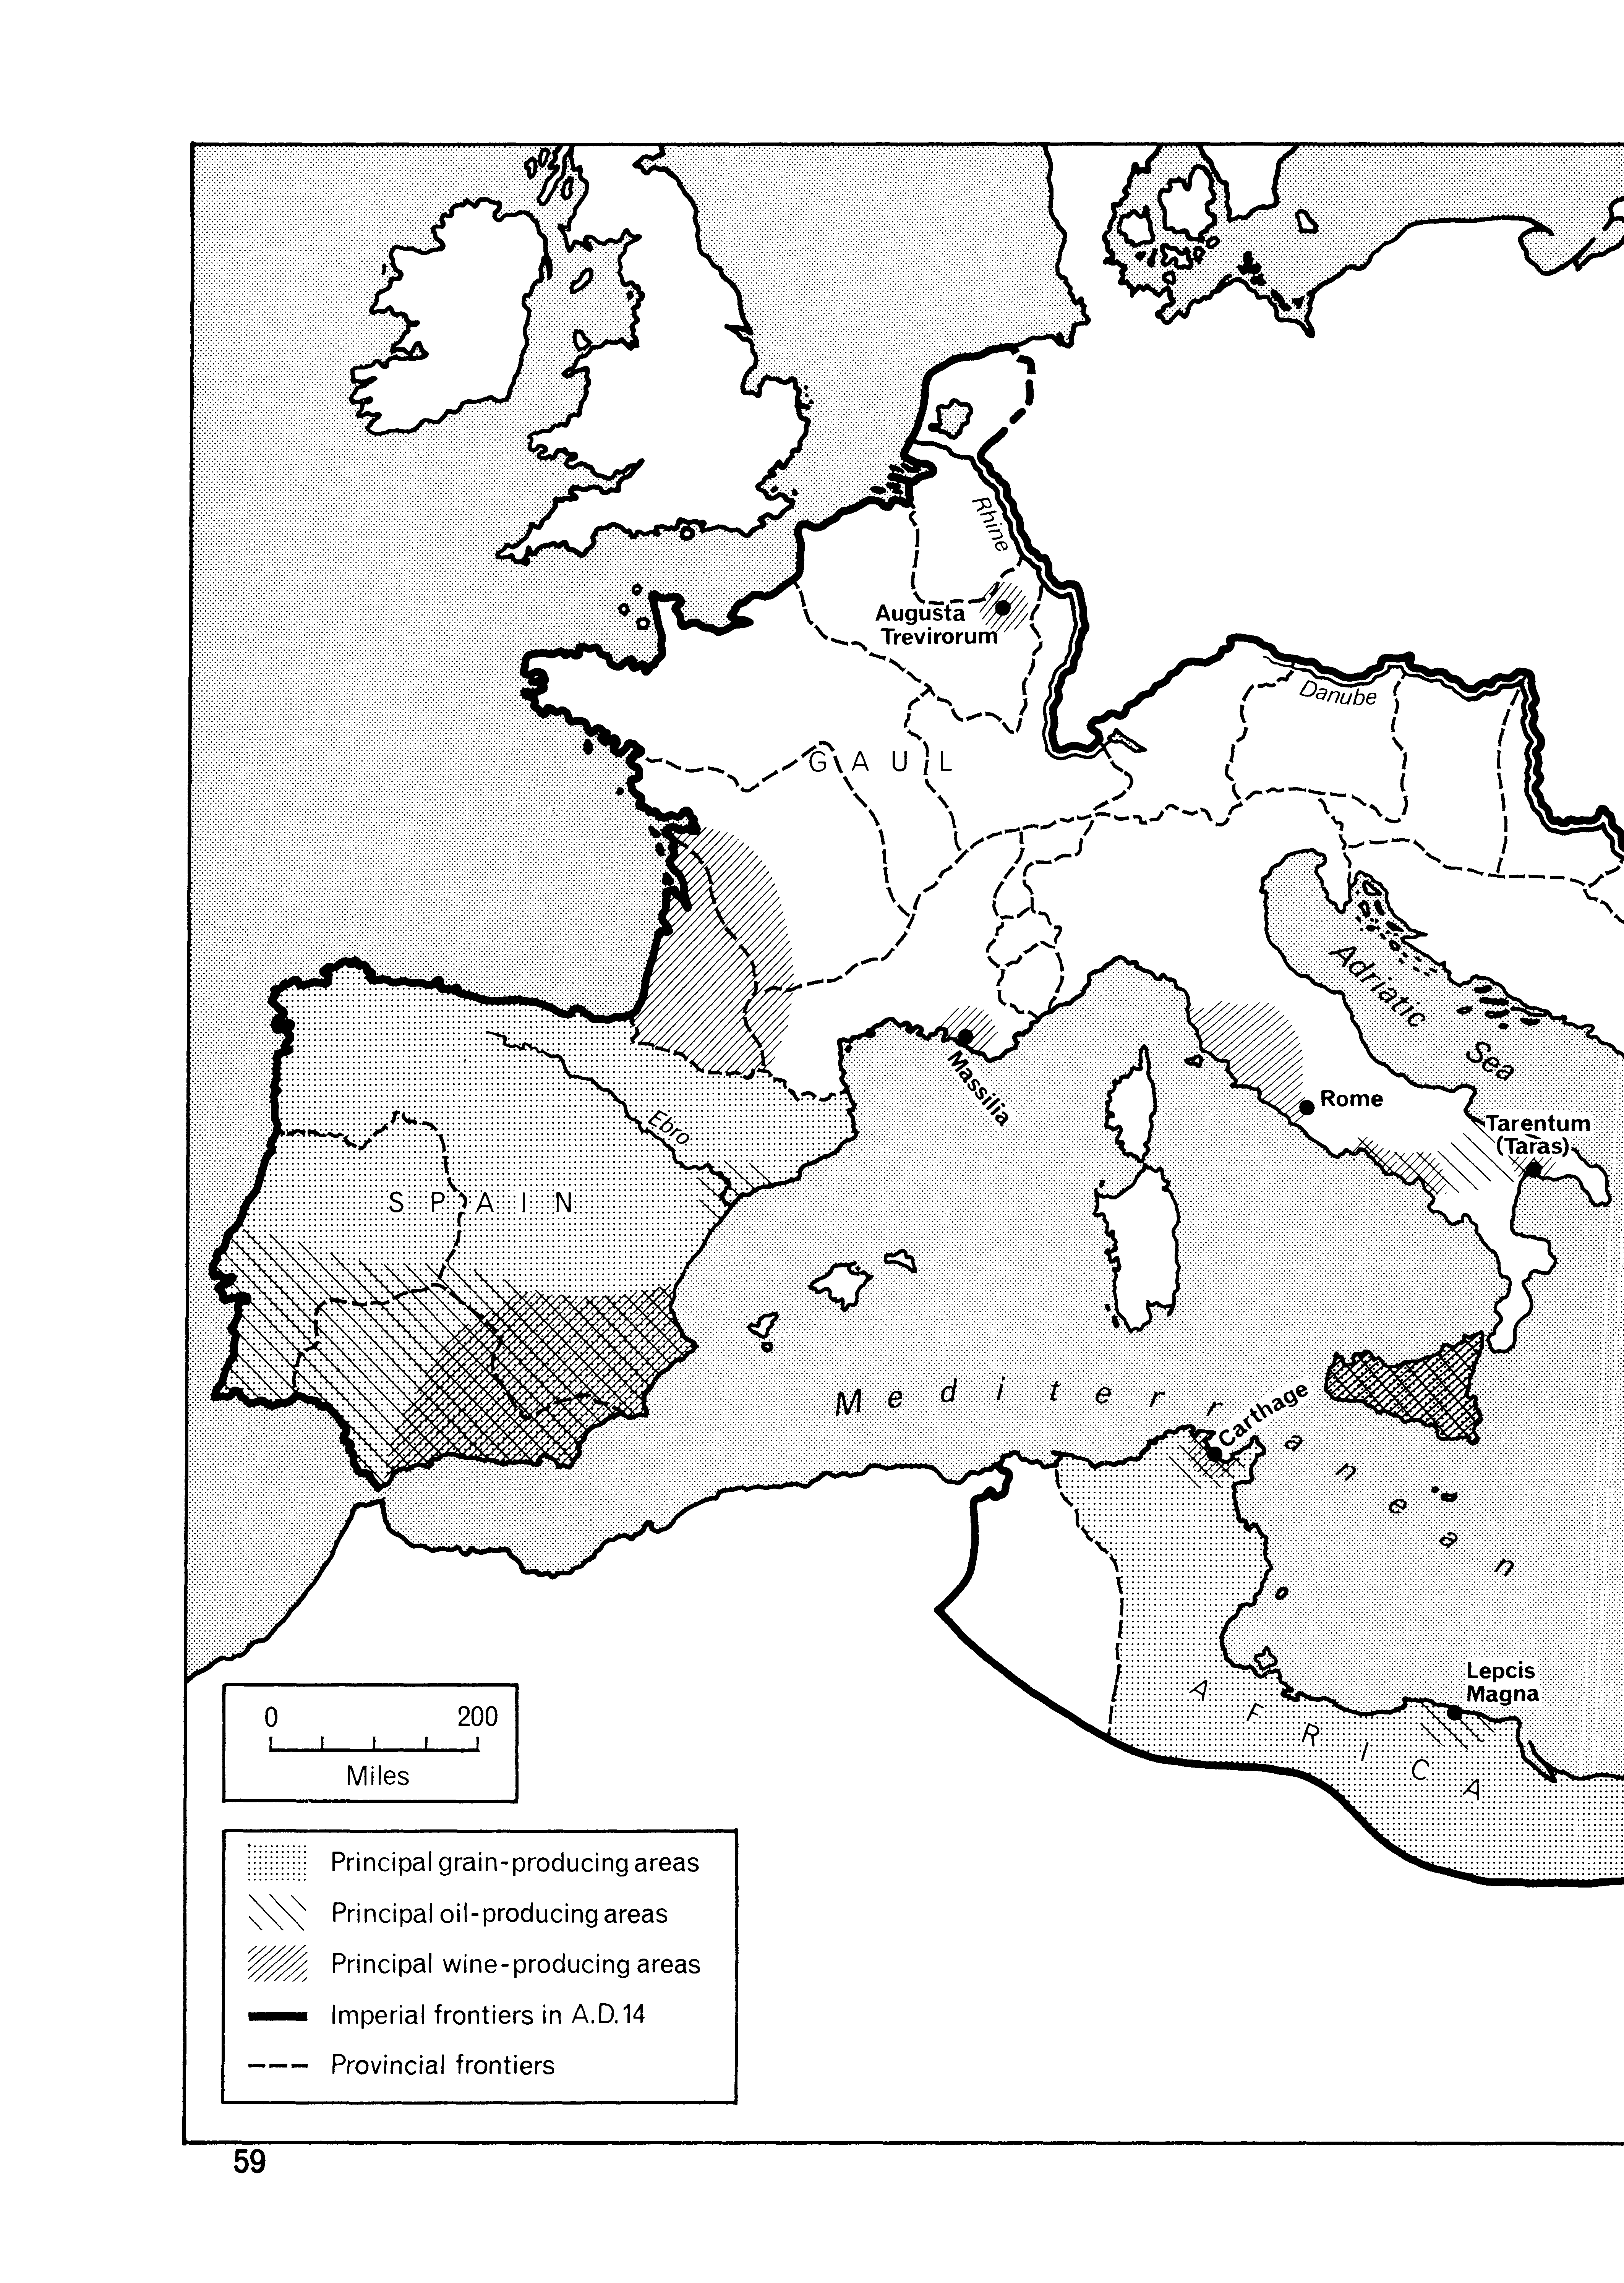 Rhine
Augusta
Trevirorum
Danube
GAUL
Adriatic
Sea
Massilia
Rome
Tarentum
(Taras)
Ebro
SPAIN
Mediterranean
Carthage
Lepcis
Magna
AFRICA
0 200
Miles
Principal grain-producing areas
Principal oil-producing areas
Principal wine-producing areas
Imperial frontiers in A.D.14
Provincial frontiers
59